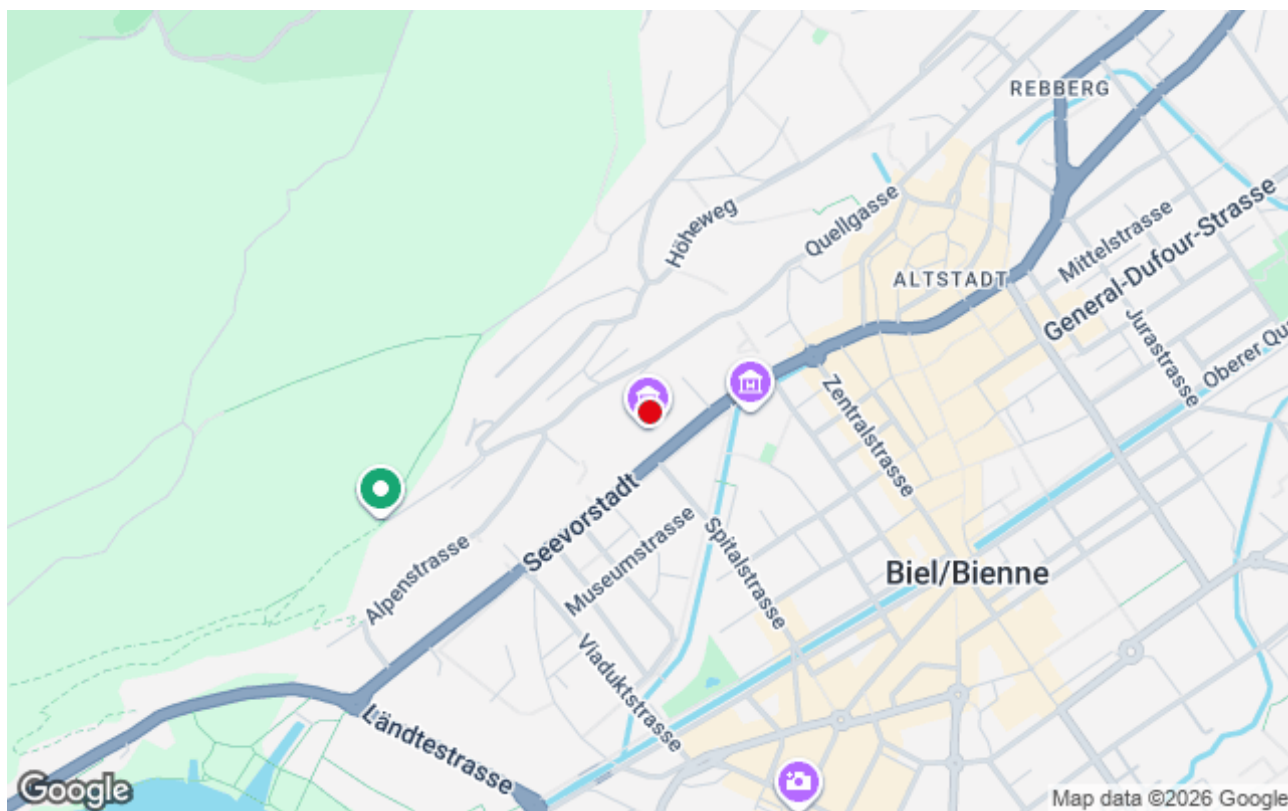 REBBERG
Höheweg
Quellgasse
Mittelstrasse
General-Dufour-Strasse
ALTSTADT
Jurastrasse
Oberer Qu
Zentralstrasse
Seevorstadt
Spitalstrasse
Museumstrasse
Alpenstrasse
Biel/Bienne
Viaduktstrasse
Ländtestrasse
H
Google
Map data ©2026 Google